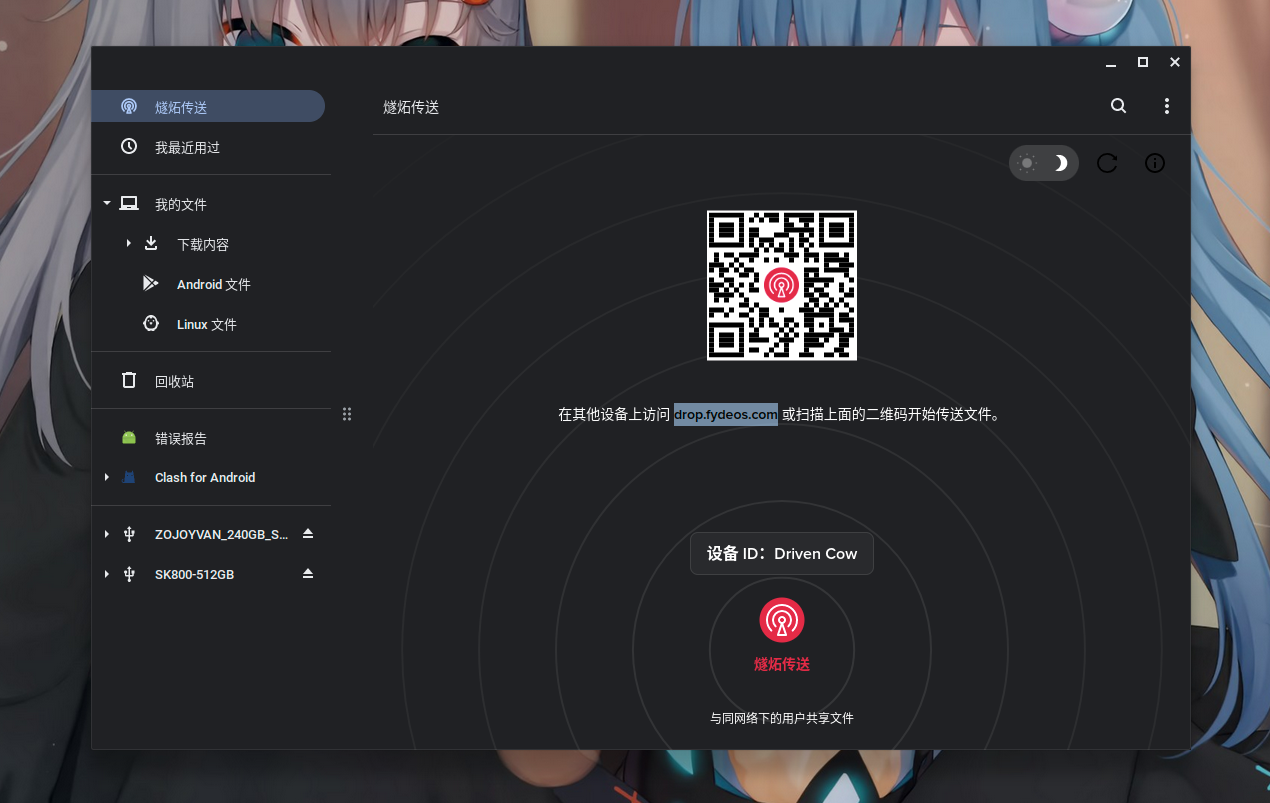 燧炻传送
我最近用过
我的文件
下载内容
Android 文件
Linux 文件
回收站
错误报告
Clash for Android
ZOJOYVAN_240GB_S...
SK800-512GB
燧炻传送
在其他设备上访问 drop.fydeos.com 或扫描上面的二维码开始传送文件。
设备 ID：Driven Cow
燧炻传送
与同网络下的用户共享文件